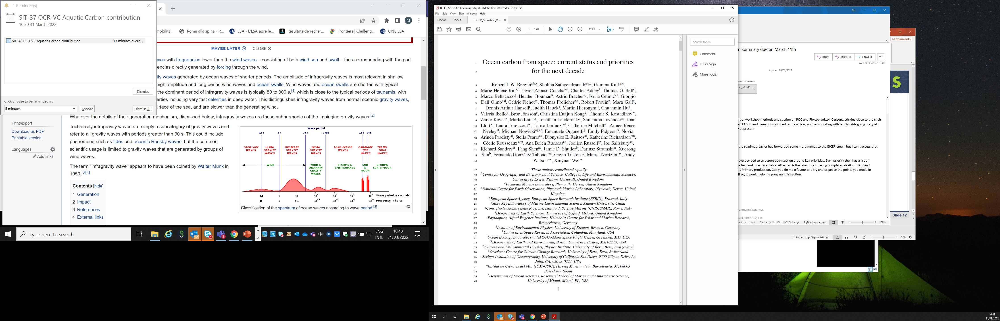 1 Reminder(s)
SIT-37 OCR-VC Aquatic Carbon contribution
10:30 31 March 2022
SIT-37 OCR-VC Aquatic Carbon contribution 13 minutes overd...
Dismiss
Click Snooze to be reminded in:
5 minutes
Snooze
Dismiss All
M
mobilità...
Roma alla spina - R...
ESA - L'ESA apre le...
Résultats de recher...
Frontiers | Challeng...
ONE ESA
MAYBE LATER
CLOSE
aves with frequencies lower than the wind waves – consisting of both wind sea and swell – thus corresponding with the part
encies directly generated by forcing through the wind.
ity waves generated by ocean waves of shorter periods. The amplitude of infragravity waves is most relevant in shallow
high amplitude and long period wind waves and ocean swells. Wind waves and ocean swells are shorter, with typical
the dominant period of infragravity waves is typically 80 to 300 s,[1] which is close to the typical periods of tsunamis, with
erties including very fast celerities in deep water. This distinguishes infragravity waves from normal oceanic gravity waves,
urface of the sea, and are slower than the generating wind.
Whatever the details of their generation mechanism, discussed below, infragravity waves are these subharmonics of the impinging gravity waves.[2]
Print/export
Download as PDF
Printable version
Languages
Add links
Technically infragravity waves are simply a subcategory of gravity waves and
refer to all gravity waves with periods greater than 30 s. This could include
phenomena such as tides and oceanic Rossby waves, but the common
scientific usage is limited to gravity waves that are generated by groups of
wind waves.
The term "infragravity wave" appears to have been coined by Walter Munk in
1950.[3][4]
Contents [hide]
1 Generation
2 Impact
3 References
4 External links
Wave period
0.1 s 1 s 30 s 5 min 12 h 24 h
CAPILLARY WAVES
ULTRA GRAVITY WAVES
ORDINARY GRAVITY WAVES
INFRA GRAVITY WAVES
LONG PERIOD WAVES
ORDINARY TIDE WAVES
TRANS-TIDAL WAVES
WIND
WIND & ORDINARY GRAVITY WAVES
STORMS & EARTHQUAKES
SUN & MOON
STORMS SUN & MOON
0.1 1 10 10² 10³ 10⁴ 10⁵ Wave period in seconds
10 1 0.1 10⁻² 10⁻³ 10⁻⁴ 10⁻⁵ Frequency in hertz
Classification of the spectrum of ocean waves according to wave period.[3]
Type here to search
ENG
INTL
10:43
31/03/2022
BICEP_Scientific_Roadmap_v4.pdf - Adobe Acrobat Reader DC (64-bit)
File Edit View Sign Window Help
Home Tools BICEP_Scientific_Ro... ×
1 / 40
119%
Search tools
Comment
Fill & Sign
More Tools
1 Ocean carbon from space: current status and priorities
2 for the next decade
3 Robert J. W. Brewin^a,b,*, Shubha Sathyendranath^a,c,d, Gemma Kulk^a,c,
4 Marie-Hélène Rio^a,e, Javier-Alonso Concha^a,e, Charles Addey^f, Thomas G. Bell^c,
5 Marco Bellacicco^g, Heather Bouman^h, Astrid Bracher^i,j, Ivona Cetinić^k,l, Giorgio
6 Dall'Olmo^c,d, Cédric Fichot^m, Thomas Frölicher^n,o, Robert Frouin^p, Martí Galí^q,
7 Dennis Arthur Hansell^r, Judith Hauck^s, Martin Hieronymi^t, Chuanmin Hu^u,
8 Valeria Ibello^v, Bror Jönsson^c, Christina Eunjun Kong^c, Tihomir S. Kostadinov^w,
9 Zarko Kovac^x, Marko Laine^y, Jonathan Lauderdale^z, Samantha Lavender^aa, Joan
10 Llort^ab, Laura Lorenzoni^ac, Larisa Lorinczi^ad, Catherine Mitchell^ae, Aimee Renee
11 Neeley^af, Michael Nowicki^ag,ah, Emanuele Organelli^g, Emily Pidgeon^ai, Novia
12 Arinda Pradisty^aj, Stella Psarra^ak, Dionysios E. Raitsos^al, Katherine Richardson^am,
13 Cécile Rousseaux^k,an, Ana Belén Ruescas^ao, Joellen Russell^ap, Joe Salisbury^aq,
14 Richard Sanders^ar, Fang Shen^as, Jamie D. Shutler^b, Dariusz Stramski^at, Xuerong
15 Sun^b, Fernando González Taboada^au, Gavin Tilstone^c, Maria Tzortziou^av, Andy
16 Watson^aw, Xinyuan Wei^ax
17 ^aThese authors contributed equally
18 ^bCentre for Geography and Environmental Science, College of Life and Environmental Sciences,
19 University of Exeter, Penryn, Cornwall, United Kingdom
20 ^cPlymouth Marine Laboratory, Plymouth, Devon, United Kingdom
21 ^dNational Centre for Earth Observation, Plymouth Marine Laboratory, Plymouth, Devon, United
22 Kingdom
23 ^eEuropean Space Agency, European Space Research Institute (ESRIN), Frascati, Italy
24 ^fState Key Laboratory of Marine Environmental Science, Xiamen University, China
25 ^gConsiglio Nazionale delle Ricerche, Istituto di Scienze Marine (CNR-ISMAR), Rome, Italy
26 ^hDepartment of Earth Sciences, University of Oxford, Oxford, United Kingdom
27 ^iPhytooptics, Alfred Wegener Institute, Helmholtz Centre for Polar and Marine Research,
28 Bremerhaven, Germany
29 ^jInstitute of Environmental Physics, University of Bremen, Bremen, Germany
30 ^kUniversities Space Research Association, Columbia, Maryland, USA
31 ^lOcean Ecology Laboratory at NASA/Goddard Space Flight Center, Greenbelt, MD, USA
32 ^mDepartment of Earth and Environment, Boston University, Boston, MA 02215, USA
33 ^nClimate and Environmental Physics, Physics Institute, University of Bern, Bern, Switzerland
34 ^oOeschger Centre for Climate Change Research, University of Bern, Bern, Switzerland
35 ^pScripps Institution of Oceanography, University of California San Diego, 9500 Gilman Drive, La
36 Jolla, CA, 92093-0224, USA
37 ^qInstitut de Ciències del Mar (ICM-CSIC), Passeig Marítim de la Barceloneta, 37, 08003
38 Barcelona, Spain
39 ^rDepartment of Ocean Sciences, Rosenstiel School of Marine and Atmospheric Science,
40 University of Miami, Miami, FL, USA
1
n Summary due on March 11th
Reply Reply All Forward
Wed 30/03/2022 16:46
Expires 29/03/2027
web browser.
ap_v4.pdf
ft of workshop methods and section on POC and Phytoplankton Carbon...sticking close to the chair
ed COVID and been poorly in bed last few days, and self-isolating with family (kids going crazy at
at present.
the roadmap. Javier has forwarded some more names to the BICEP email, but I can't access that.
ave decided to structure each section around key priorities. Each priority then has a list of
e text and listed in a Table. Attached is the latest draft having completed drafts of POC and
is Primary production. Can you do me a favour and try and organise the points you made in
if so, it would help me progress this section.
onmental Sciences
wall, TR10 9EZ, UK.
are up to date. Connected to: Microsoft Exchange Display Settings 100%
Comments
S
Slide 12
Notes Display Settings 92%
10:43
31/03/2022